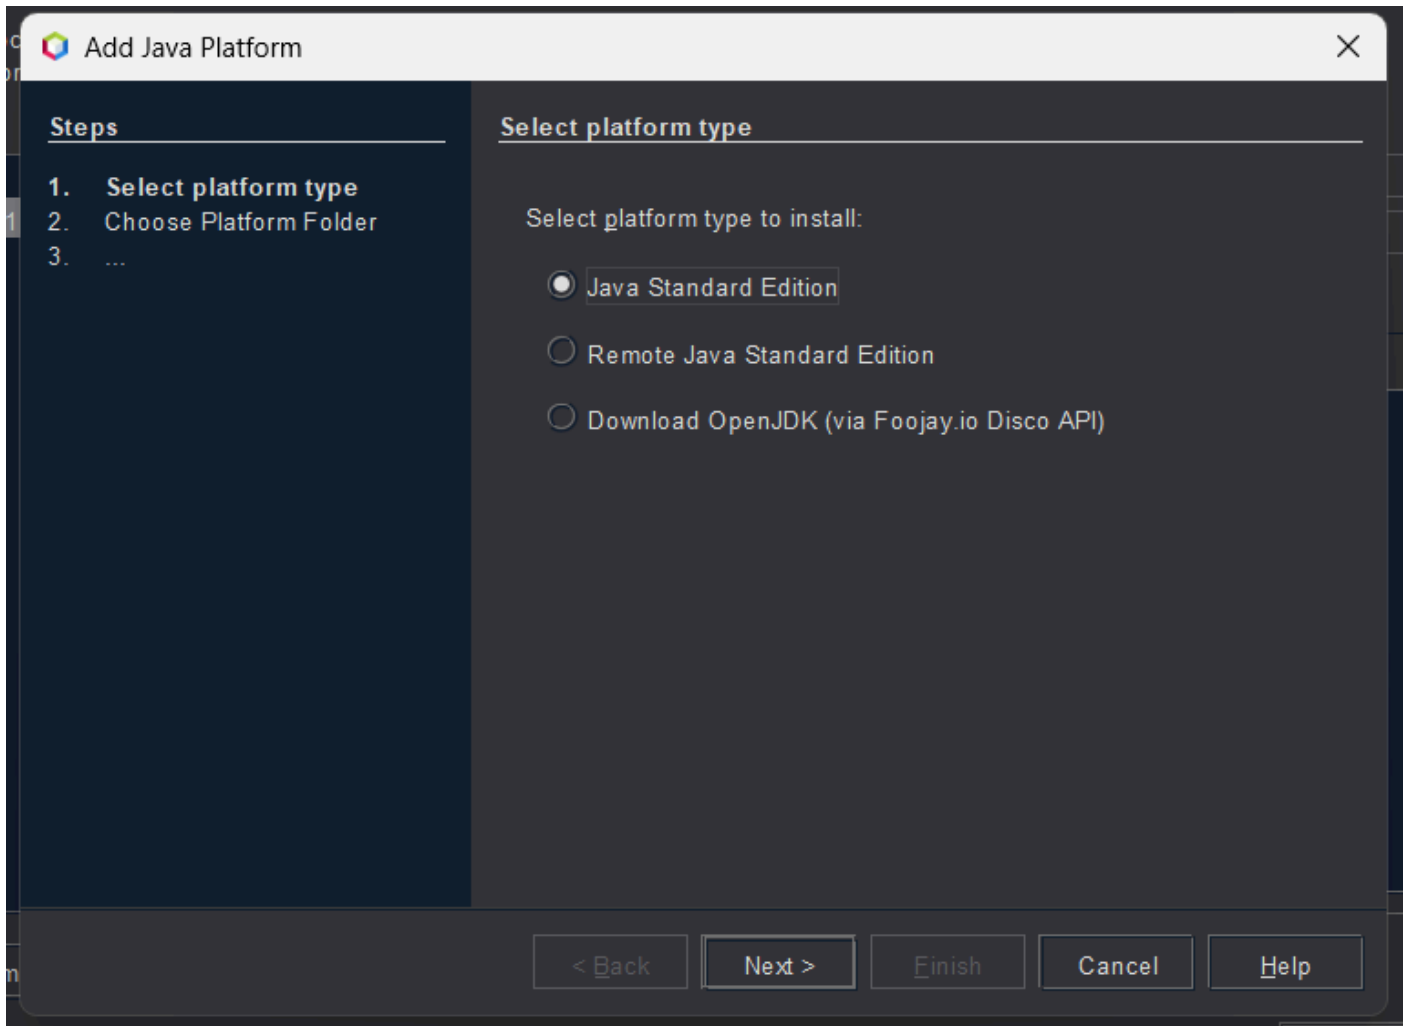 Add Java Platform
Steps
1. Select platform type
2. Choose Platform Folder
3. ...
Select platform type
Select platform type to install:
Java Standard Edition
Remote Java Standard Edition
Download OpenJDK (via Foojay.io Disco API)
< Back
Next >
Finish
Cancel
Help